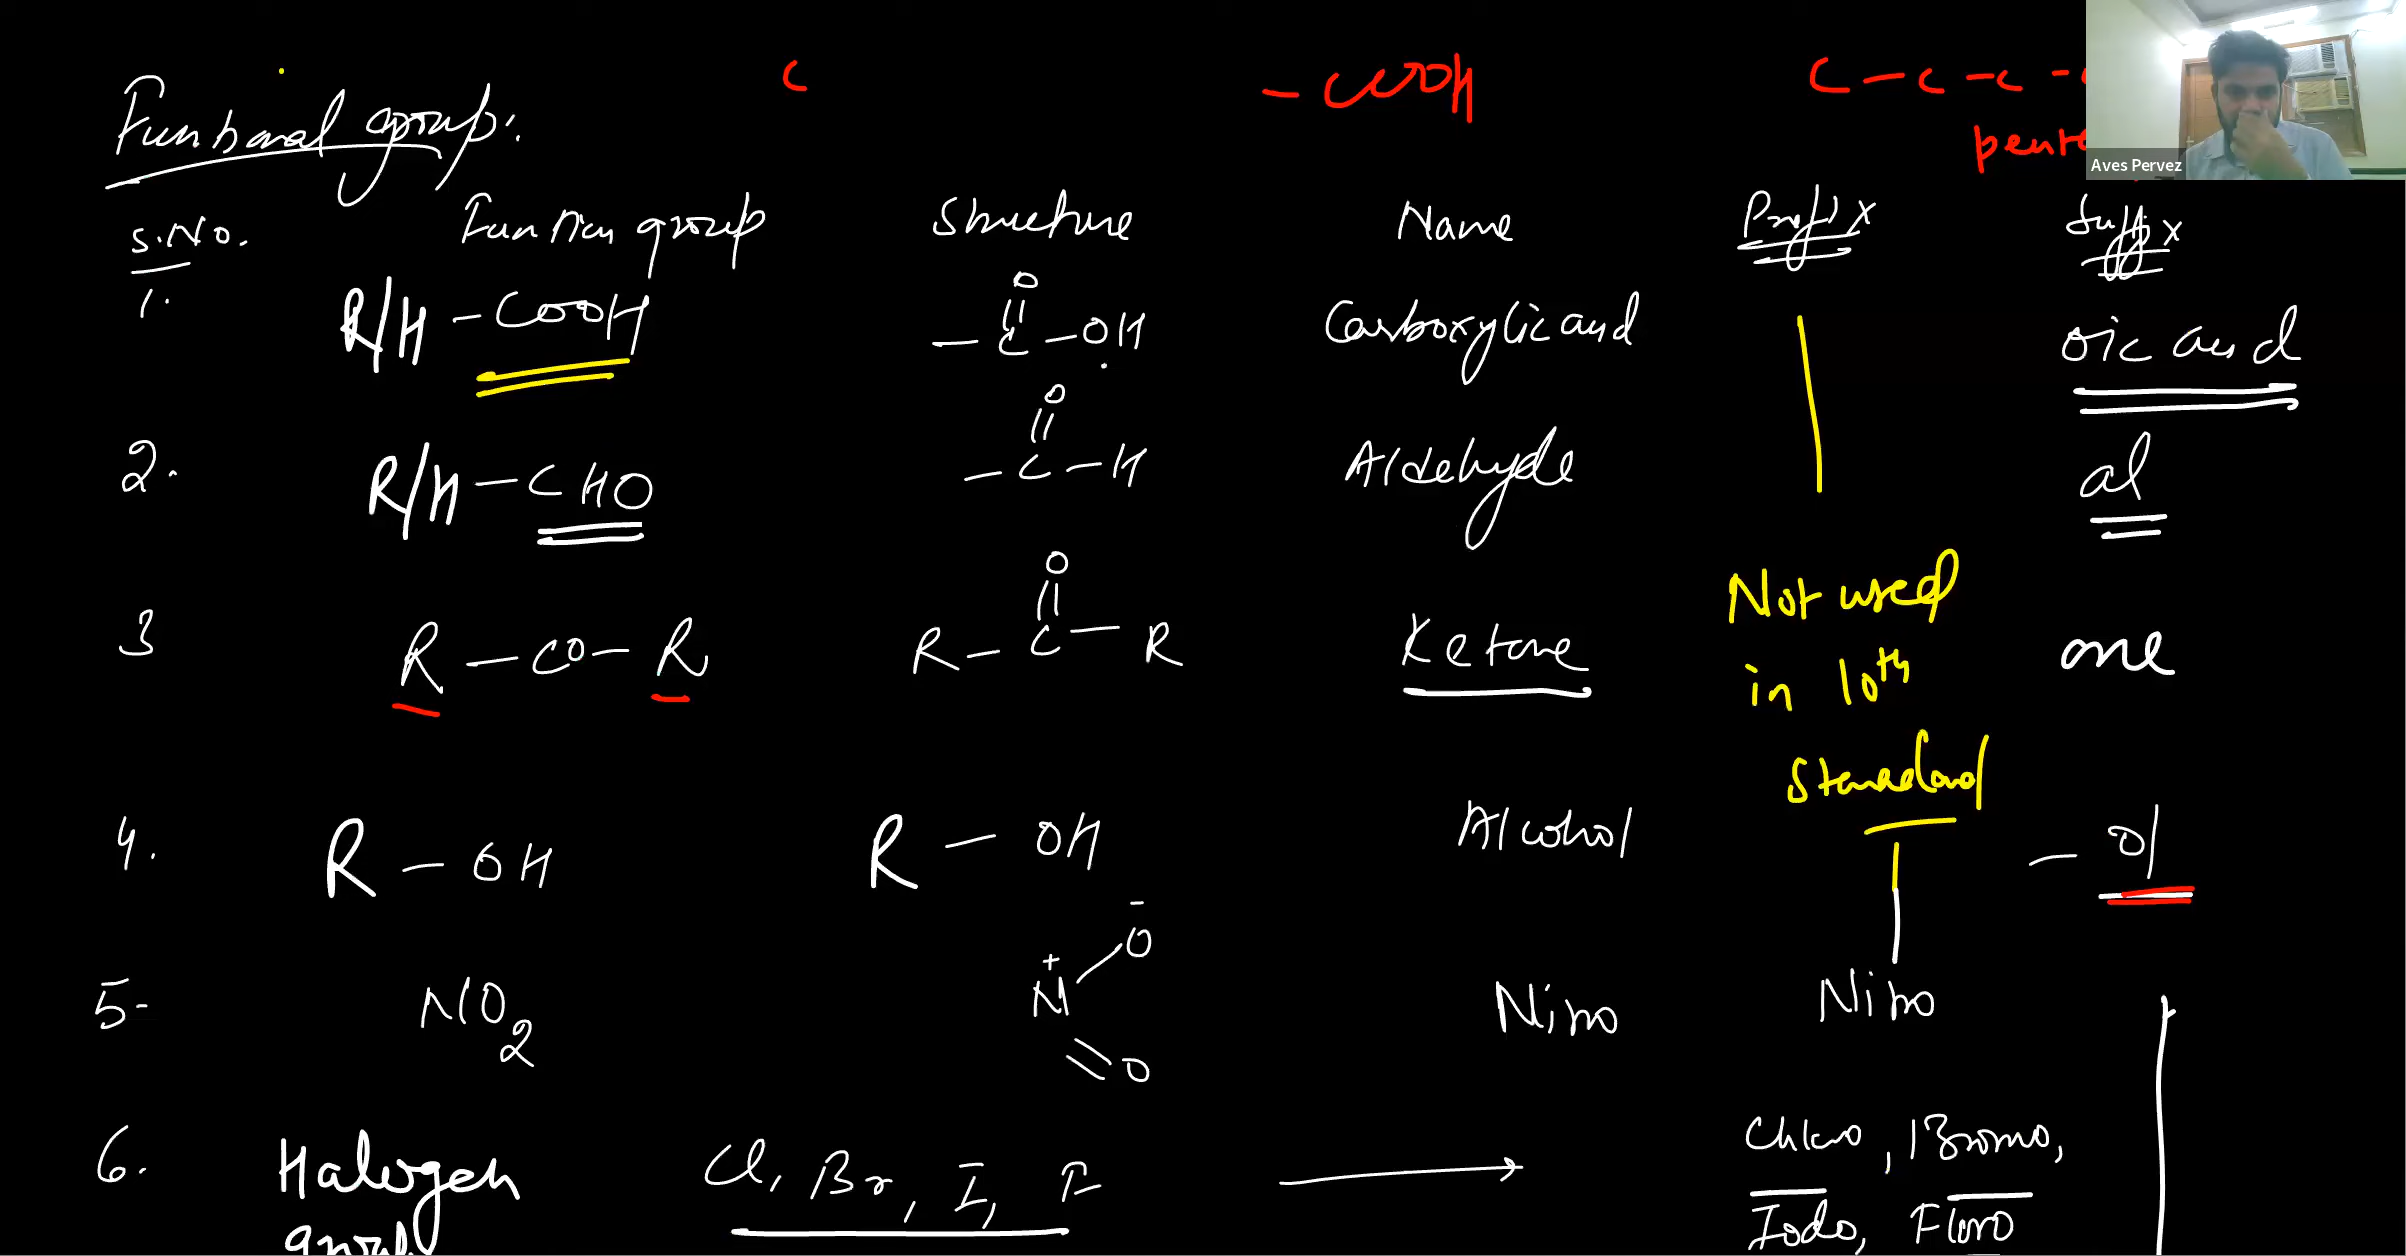 C -COOH C-C-C-
Functional group:
Aves Pervez
S.No. Function group Structure Name Prefix Suffix
1. R/H-COOH O
-C-OH Carboxylic acid oic acid
2. R/H-CHO O
-C-H Aldehyde al
3 R-CO-R O
R-C-R Ketone one
Not used
in 10th
Standard
4. R-OH R-OH Alcohol -ol
5- NO2 N+ O- =O Nitro Nitro
6. Halogen Cl, Br, I, F → Chloro, Bromo,
group Iodo, Floro